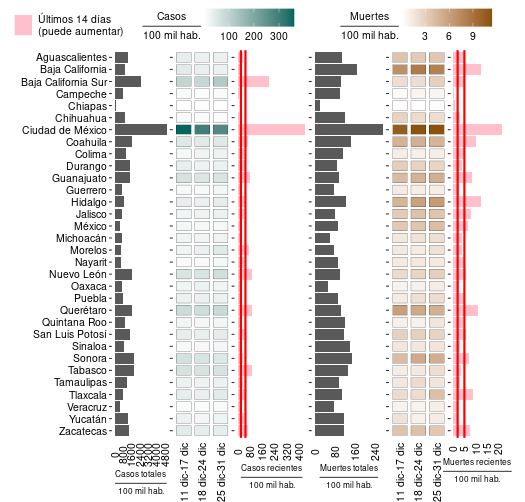 Últimos 14 días
(puede aumentar)
Casos
100 mil hab.
100 200 300
Muertes
100 mil hab.
3 6 9
Aguascalientes
Baja California
Baja California Sur
Campeche
Chiapas
Chihuahua
Ciudad de México
Coahuila
Colima
Durango
Guanajuato
Guerrero
Hidalgo
Jalisco
México
Michoacán
Morelos
Nayarit
Nuevo León
Oaxaca
Puebla
Querétaro
Quintana Roo
San Luis Potosí
Sinaloa
Sonora
Tabasco
Tamaulipas
Tlaxcala
Veracruz
Yucatán
Zacatecas
0 800 1600 2400 3200 4000 4800
Casos totales
100 mil hab.
11 dic-17 dic
18 dic-24 dic
25 dic-31 dic
0 80 160 240 320 400
Casos recientes
100 mil hab.
0 80 160 240
Muertes totales
100 mil hab.
11 dic-17 dic
18 dic-24 dic
25 dic-31 dic
0 5 10 15 20
Muertes recientes
100 mil hab.